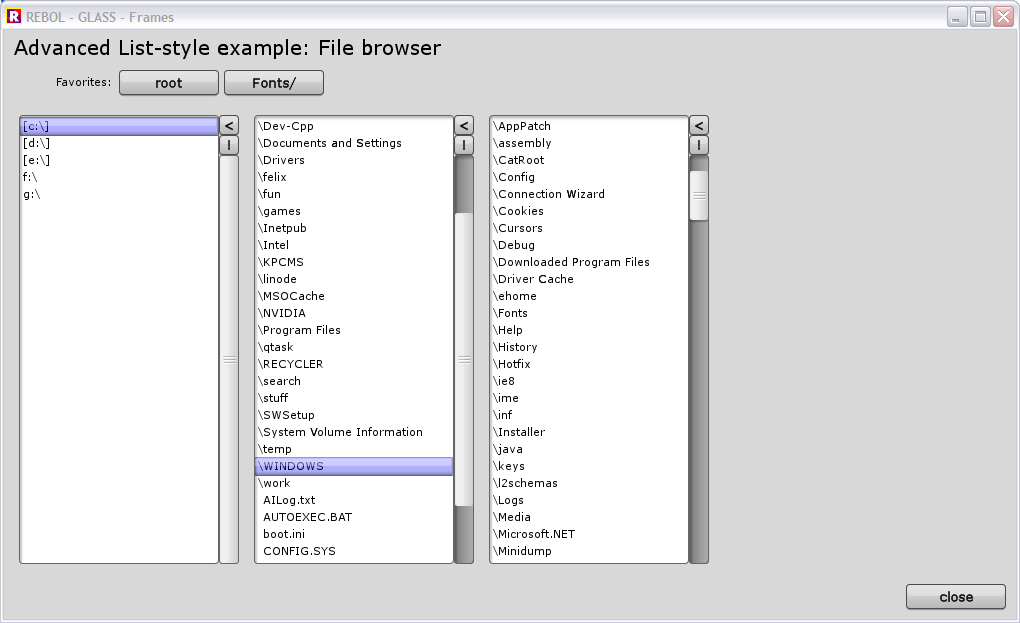 R REBOL - GLASS - Frames
Advanced List-style example: File browser
Favorites: root Fonts/
[c:\]
[d:\]
[e:\]
f:\
g:\
<
!
\Dev-Cpp
\Documents and Settings
\Drivers
\felix
\fun
\games
\Inetpub
\Intel
\KPCMS
\linode
\MSOCache
\NVIDIA
\Program Files
\qtask
\RECYCLER
\search
\stuff
\SWSetup
\System Volume Information
\temp
\WINDOWS
\work
AILog.txt
AUTOEXEC.BAT
boot.ini
CONFIG.SYS
<
!
\AppPatch
\assembly
\CatRoot
\Config
\Connection Wizard
\Cookies
\Cursors
\Debug
\Downloaded Program Files
\Driver Cache
\ehome
\Fonts
\Help
\History
\Hotfix
\ie8
\ime
\inf
\Installer
\java
\keys
\l2schemas
\Logs
\Media
\Microsoft.NET
\Minidump
<
!
close